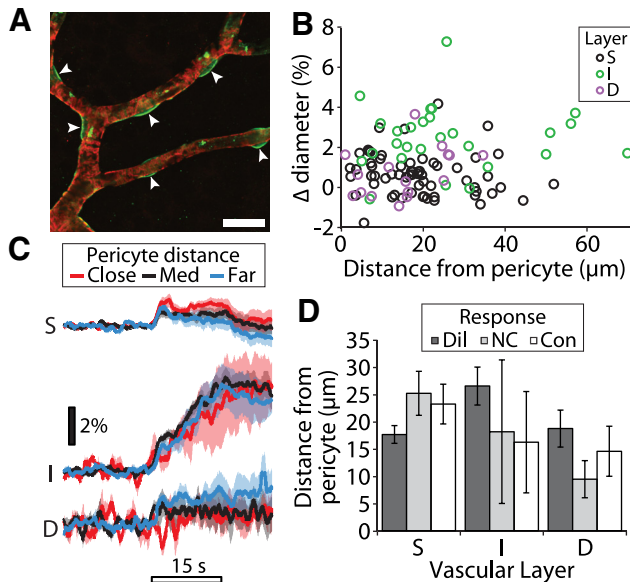 A
B
Layer
S
I
D
Δ diameter (%)
8
6
4
2
0
-2
0
20
40
60
Distance from pericyte (μm)
C
Pericyte distance
Close Med Far
S
2%
I
D
15 s
D
Response
Dil NC Con
Distance from
pericyte (μm)
35
30
25
20
15
10
5
0
S I D
Vascular Layer